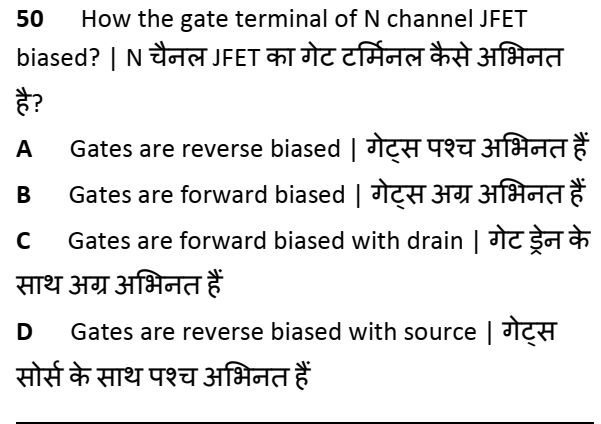 50 How the gate terminal of N channel JFET
biased? | N चैनल JFET का गेट टर्मिनल कैसे अभिनत
है?
A Gates are reverse biased | गेट्स पश्च अभिनत हैं
B Gates are forward biased | गेट्स अग्र अभिनत हैं
C Gates are forward biased with drain | गेट ड्रेन के
साथ अग्र अभिनत हैं
D Gates are reverse biased with source | गेट्स
सोर्स के साथ पश्च अभिनत हैं